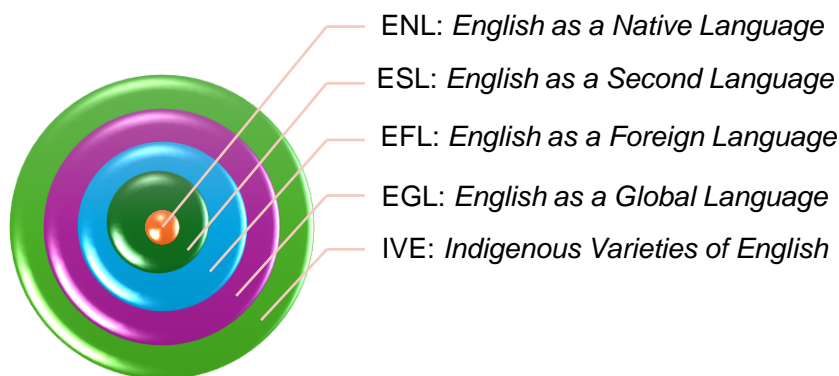 ENL: English as a Native Language
ESL: English as a Second Language
EFL: English as a Foreign Language
EGL: English as a Global Language
IVE: Indigenous Varieties of English